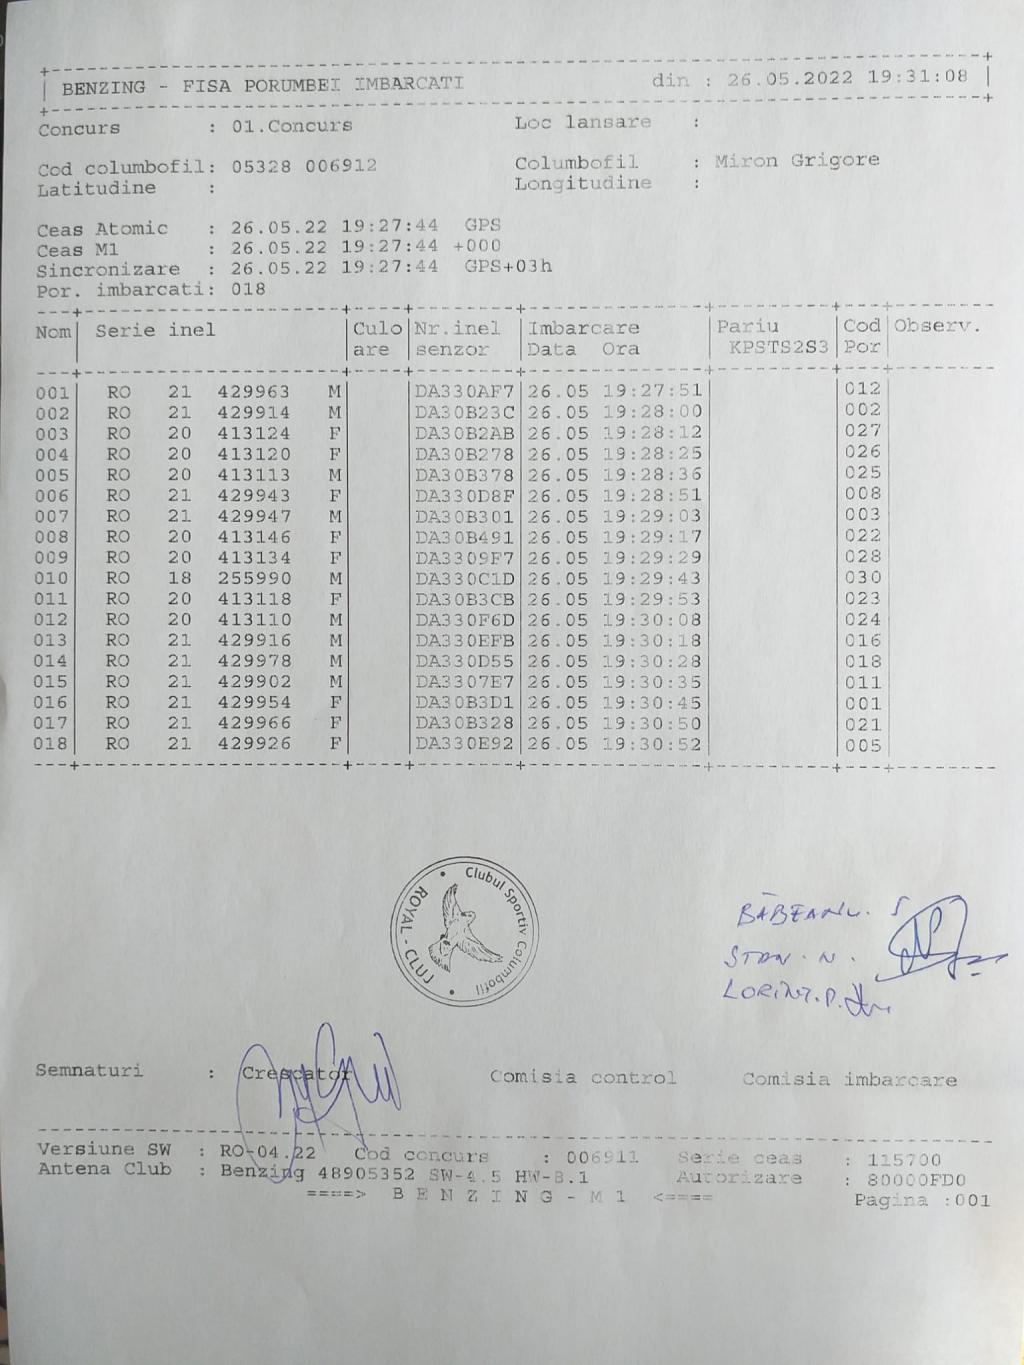 BENZING - FISA PORUMBEI IMBARCATI din : 26.05.2022 19:31:08
Concurs : 01.Concurs Loc lansare :
Cod columbofil: 05328 006912 Columbofil : Miron Grigore
Latitudine : Longitudine :
Ceas Atomic : 26.05.22 19:27:44 GPS
Ceas M1 : 26.05.22 19:27:44 +000
Sincronizare : 26.05.22 19:27:44 GPS+03h
Por. imbarcati: 018
Nom Serie inel Culo Nr.inel Imbarcare Pariu Cod Observ.
are senzor Data Ora KPSTS2S3 Por
001 RO 21 429963 M DA330AF7 26.05 19:27:51 012
002 RO 21 429914 M DA30B23C 26.05 19:28:00 002
003 RO 20 413124 F DA30B2AB 26.05 19:28:12 027
004 RO 20 413120 F DA30B278 26.05 19:28:25 026
005 RO 20 413113 M DA30B378 26.05 19:28:36 025
006 RO 21 429943 F DA330D8F 26.05 19:28:51 008
007 RO 21 429947 M DA30B301 26.05 19:29:03 003
008 RO 20 413146 F DA30B491 26.05 19:29:17 022
009 RO 20 413134 F DA3309F7 26.05 19:29:29 028
010 RO 18 255990 M DA330C1D 26.05 19:29:43 030
011 RO 20 413118 F DA30B3CB 26.05 19:29:53 023
012 RO 20 413110 M DA330F6D 26.05 19:30:08 024
013 RO 21 429916 M DA330EFB 26.05 19:30:18 016
014 RO 21 429978 M DA330D55 26.05 19:30:28 018
015 RO 21 429902 M DA3307E7 26.05 19:30:35 011
016 RO 21 429954 F DA30B3D1 26.05 19:30:45 001
017 RO 21 429966 F DA30B328 26.05 19:30:50 021
018 RO 21 429926 F DA330E92 26.05 19:30:52 005
Clubul Sportiv Columbofil
ROYAL - CLUJ
BĂBEANU. S
STAN. N.
LORINT. P.
Semnaturi : Crescator Comisia control Comisia imbarcare
Versiune SW : RO-04.22 Cod concurs : 006911 Serie ceas : 115700
Antena Club : Benzing 48905352 SW-4.5 HW-8.1 Autorizare : 80000FD0
====> B E N Z I N G - M 1 <==== Pagina :001